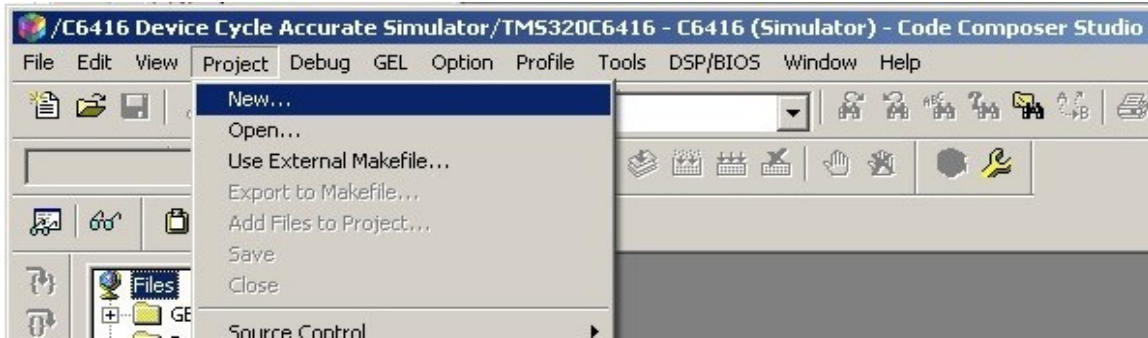 /C6416 Device Cycle Accurate Simulator/TMS320C6416 - C6416 (Simulator) - Code Composer Studio
File Edit View Project Debug GEL Option Profile Tools DSP/BIOS Window Help
New...
Open...
Use External Makefile...
Export to Makefile...
Add Files to Project...
Save
Close
Files
GE
Source Control